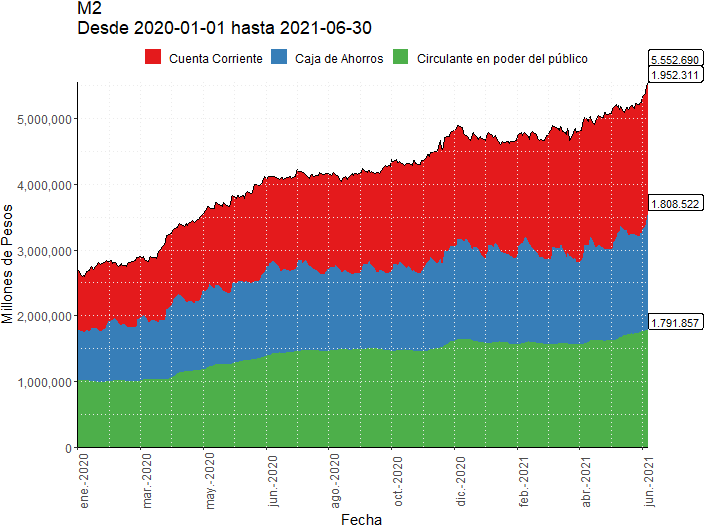 M2
Desde 2020-01-01 hasta 2021-06-30
Cuenta Corriente Caja de Ahorros Circulante en poder del público
5.552.690
1.952.311
1.808.522
1.791.857
Millones de Pesos
5,000,000
4,000,000
3,000,000
2,000,000
1,000,000
0
ene.-2020
mar.-2020
may.-2020
jun.-2020
ago.-2020
oct.-2020
dic.-2020
feb.-2021
abr.-2021
jun.-2021
Fecha